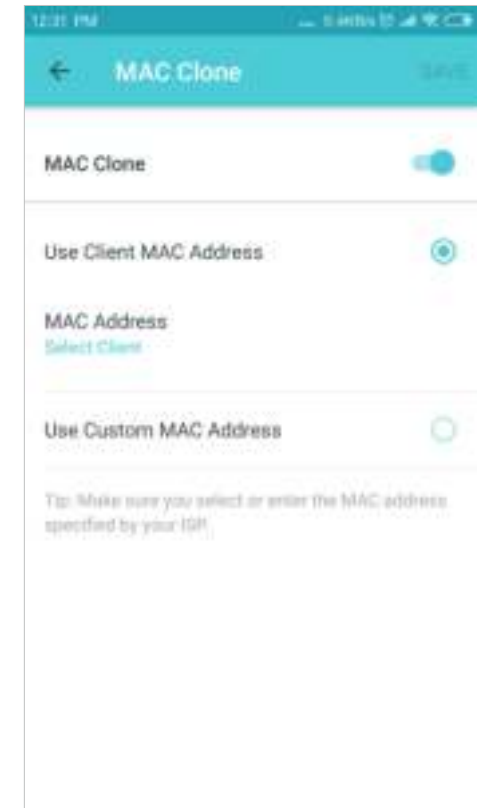 12:31 PM
MAC Clone
SAVE
MAC Clone
Use Client MAC Address
MAC Address
Select Client
Use Custom MAC Address
Tip: Make sure you select or enter the MAC address
specified by your ISP.